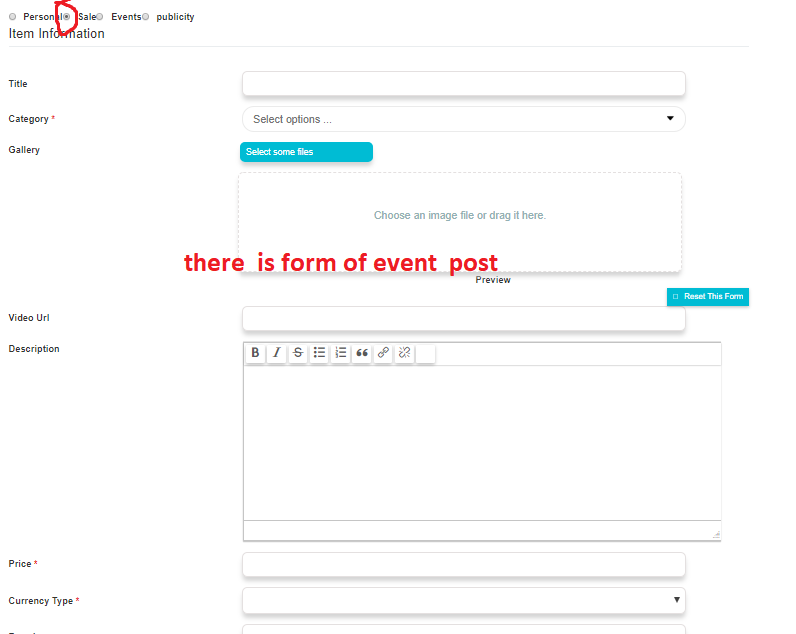 Personal Sale Events publicity
Item Information
Title
Category *
Select options ...
Gallery
Select some files
Choose an image file or drag it here.
there is form of event post
Preview
Reset This Form
Video Url
Description
B I S
Price *
Currency Type *